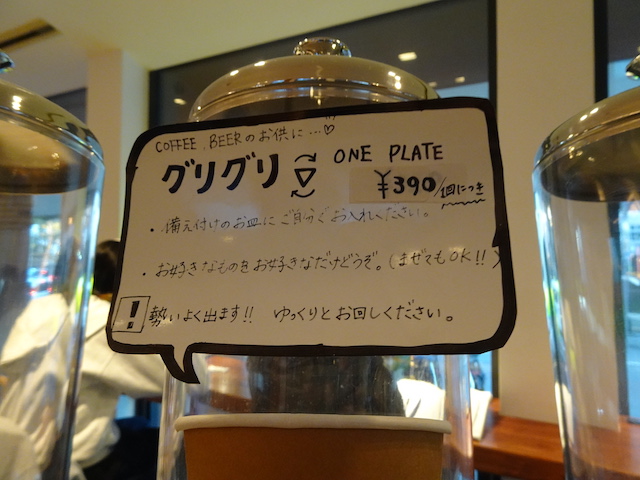 COFFEE, BEERのお供に…♡
グリグリ ONE PLATE
¥390/1回につき
・備え付けのお皿にご自分でお入れください。
・お好きなものをお好きなだけどうぞ。(まぜてもOK!!)
! 勢いよく出ます!! ゆっくりとお回しください。